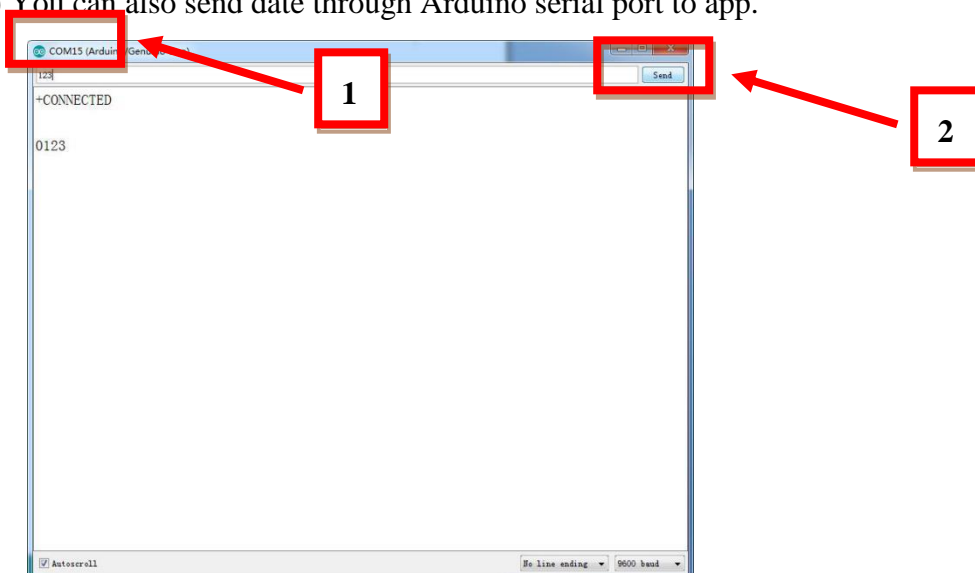 You can also send date through Arduino serial port to app.
COM15 (Arduin
123
Send
1
+CONNECTED
2
0123
Autoscroll
No line ending
9600 baud